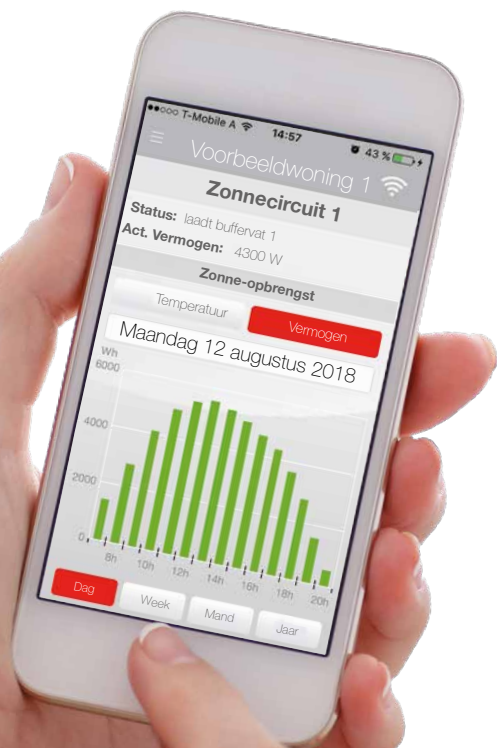 T-Mobile A 14:57 43 %
Voorbeeldwoning 1
Zonnecircuit 1
Status: laadt buffervat 1
Act. Vermogen: 4300 W
Zonne-opbrengst
Temperatuur Vermogen
Maandag 12 augustus 2018
Wh
6000
4000
2000
0
8h 10h 12h 14h 16h 18h 20h
Dag Week Mand Jaar